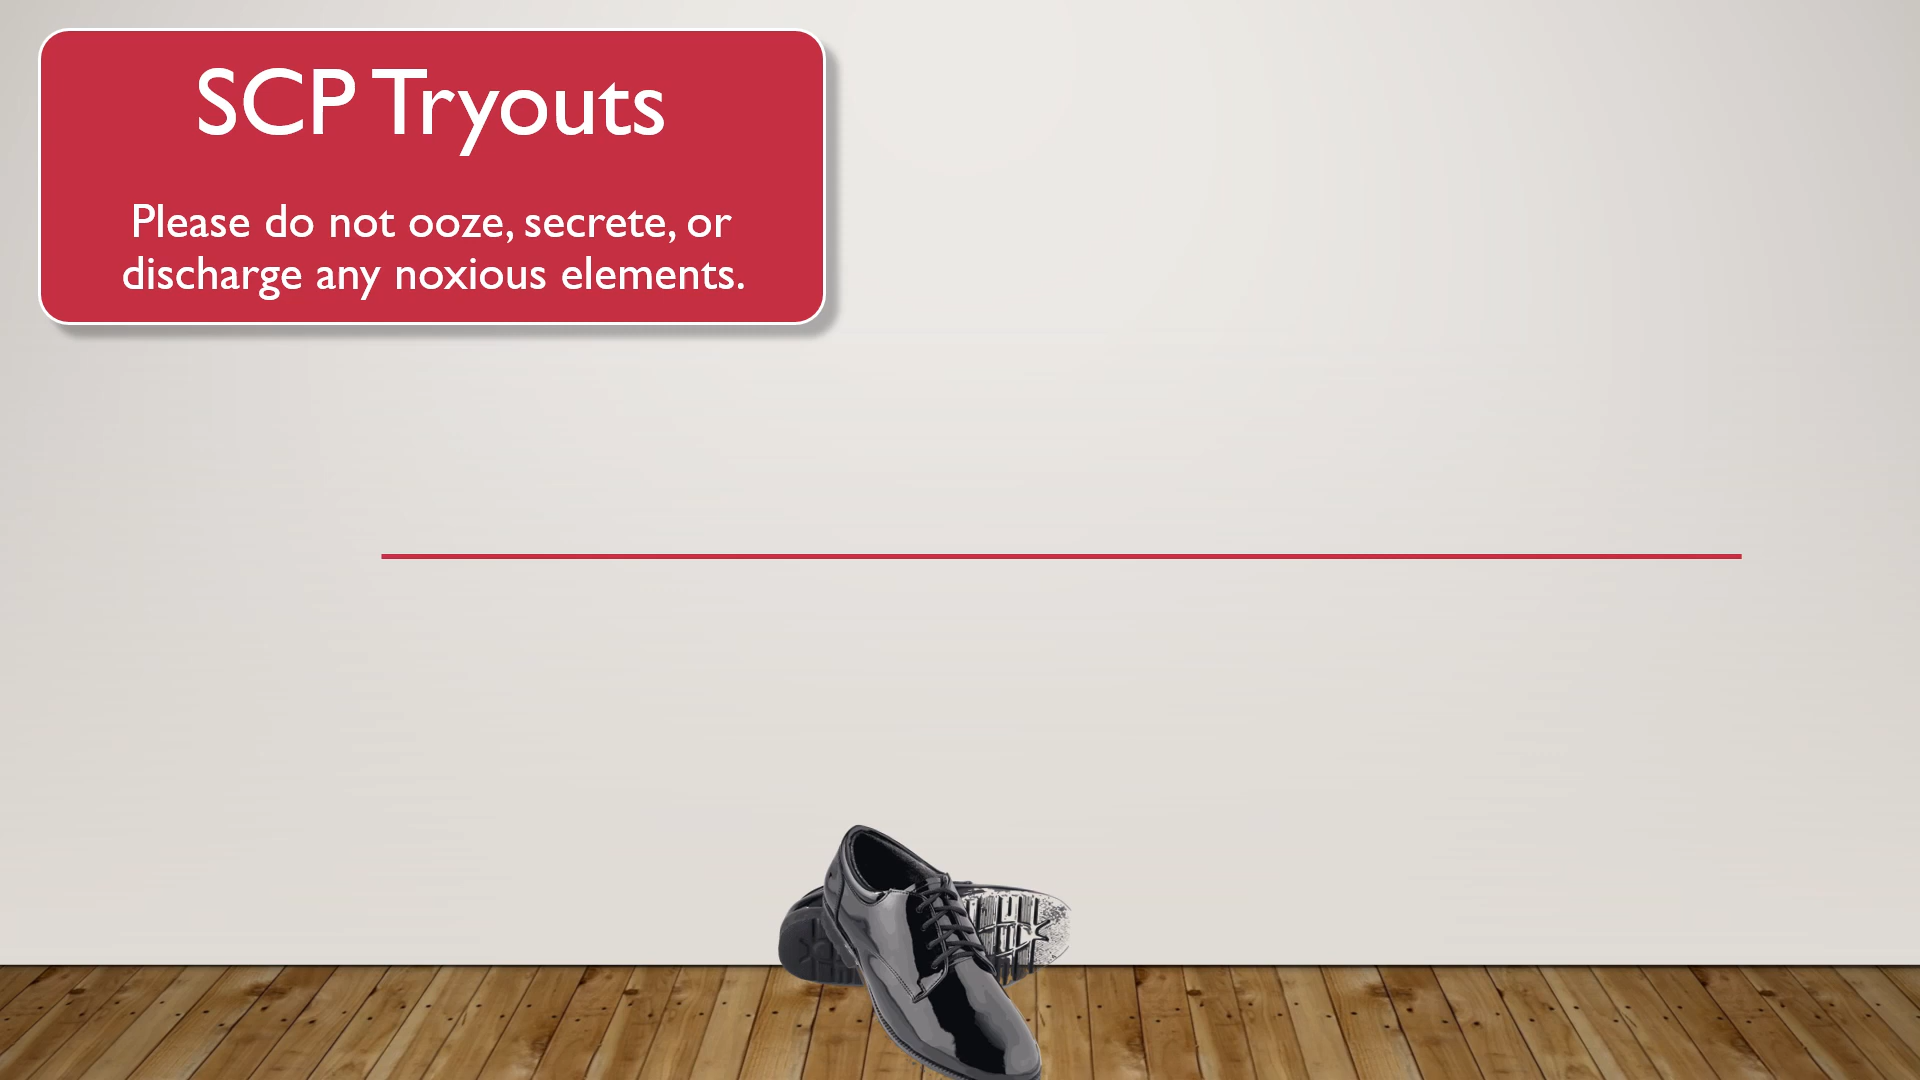 SCP Tryouts
Please do not ooze, secrete, or
discharge any noxious elements.